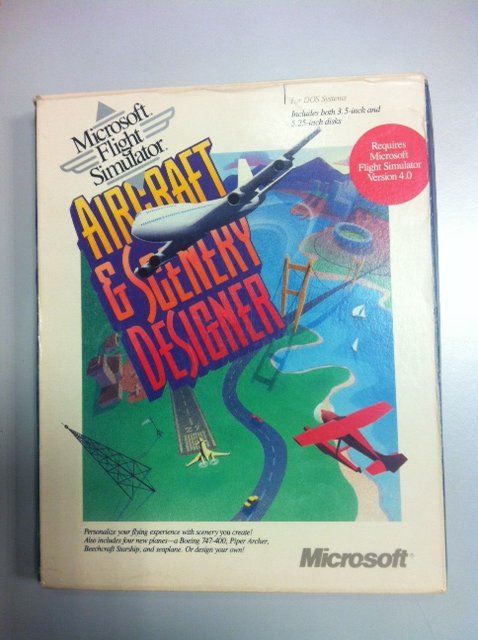 Microsoft
Flight
Simulator
For DOS Systems
Includes both 3.5-inch and
5.25-inch disks
Requires
Microsoft
Flight Simulator
Version 4.0
AIRCRAFT
& SCENERY
DESIGNER
Personalize your flying experience with scenery you create!
Also includes four new planes—a Boeing 747-400, Piper Archer,
Beechcraft Starship, and seaplane. Or design your own!
Microsoft